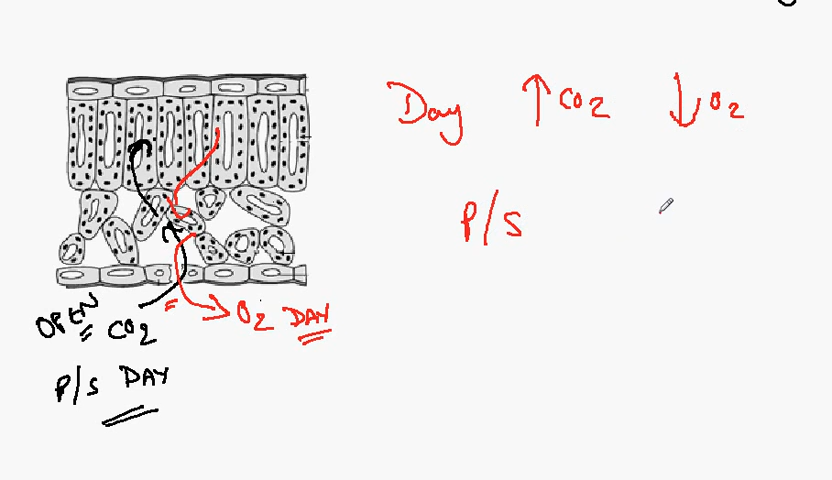 Day ↑ CO2 ↓ O2
P/S
OPEN CO2
O2 DAY
P/S DAY